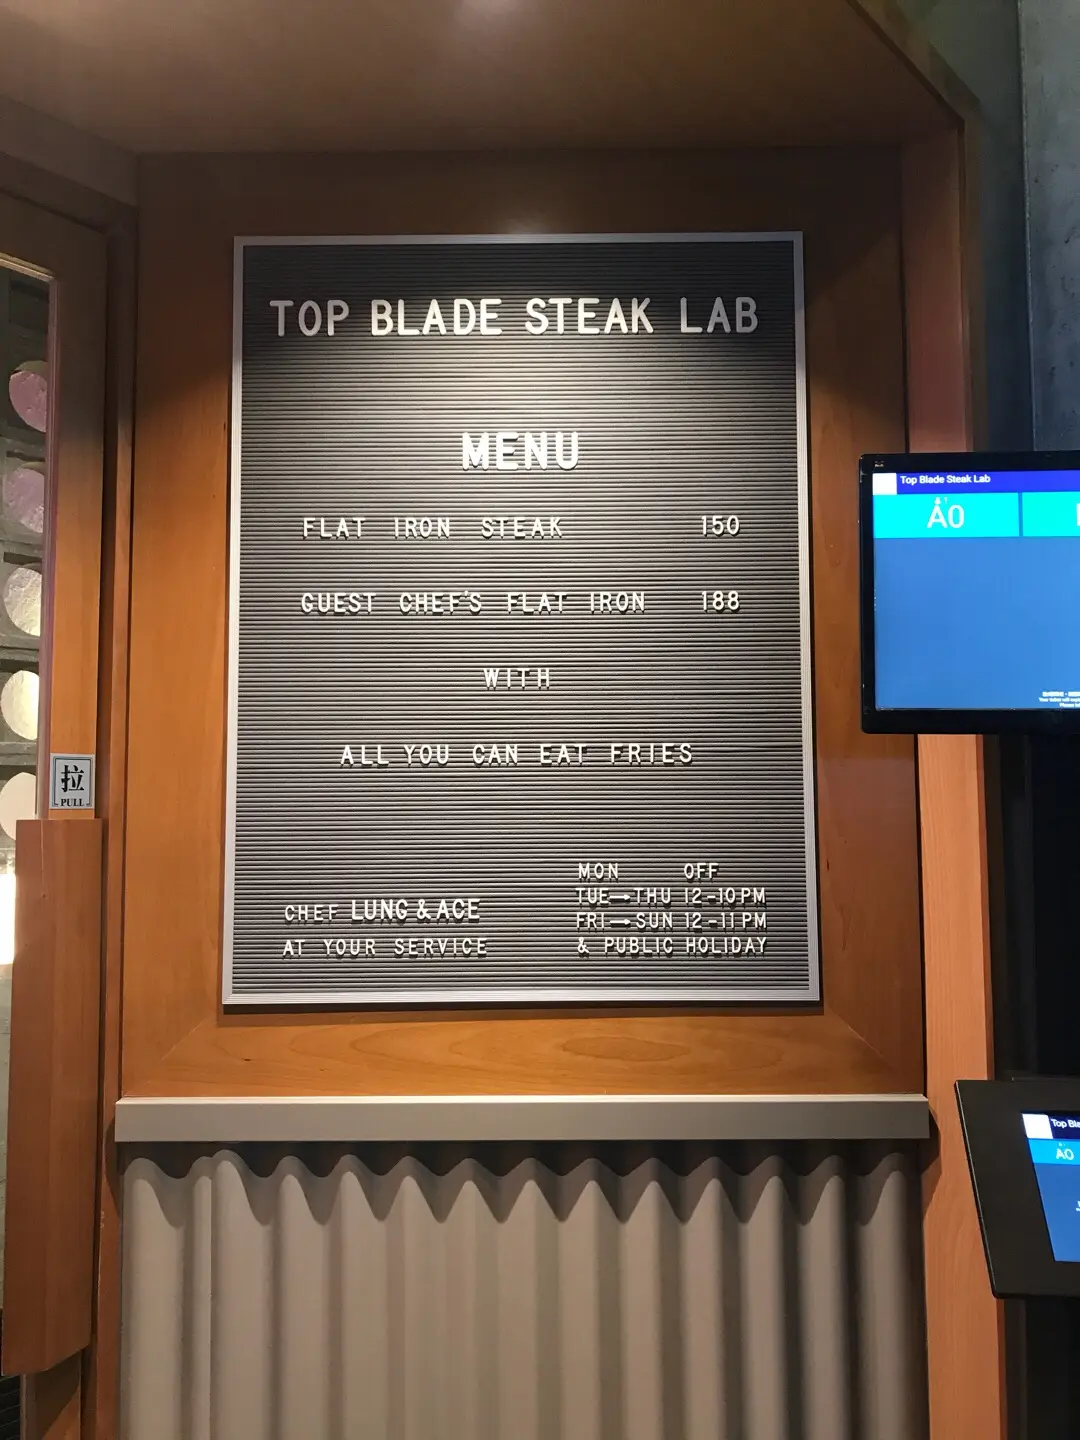 TOP BLADE STEAK LAB
MENU
FLAT IRON STEAK 150
GUEST CHEF'S FLAT IRON 188
WITH
ALL YOU CAN EAT FRIES
CHEF LUNG & ACE
AT YOUR SERVICE
MON OFF
TUE→THU 12-10PM
FRI→SUN 12-11PM
& PUBLIC HOLIDAY
拉
PULL
Top Blade Steak Lab
A0
A0